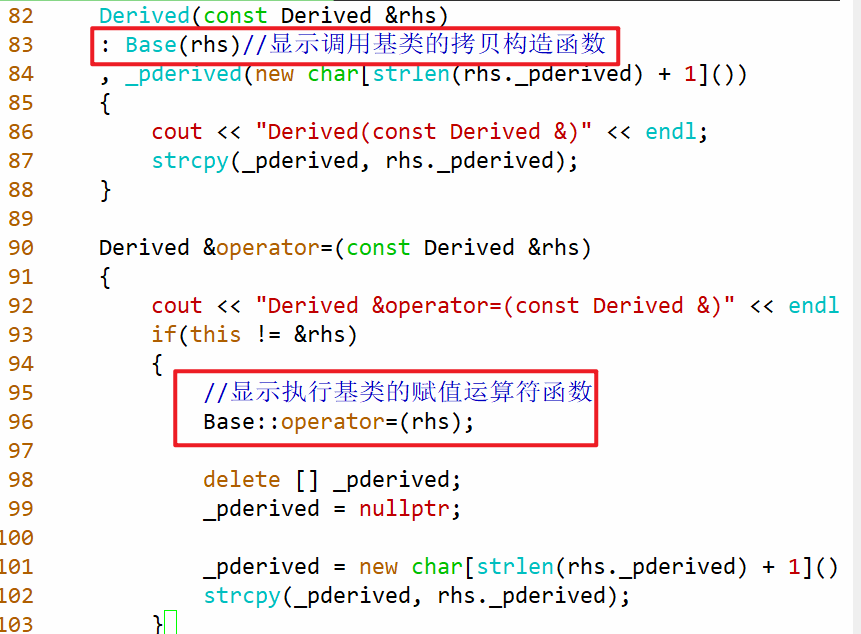 82 Derived(const Derived &rhs)
83 : Base(rhs)//显示调用基类的拷贝构造函数
84 , _pderived(new char[strlen(rhs._pderived) + 1]())
85 {
86 cout << "Derived(const Derived &)" << endl;
87 strcpy(_pderived, rhs._pderived);
88 }
89
90 Derived &operator=(const Derived &rhs)
91 {
92 cout << "Derived &operator=(const Derived &)" << endl
93 if(this != &rhs)
94 {
95 //显示执行基类的赋值运算符函数
96 Base::operator=(rhs);
97
98 delete [] _pderived;
99 _pderived = nullptr;
100
101 _pderived = new char[strlen(rhs._pderived) + 1]()
102 strcpy(_pderived, rhs._pderived);
103 }